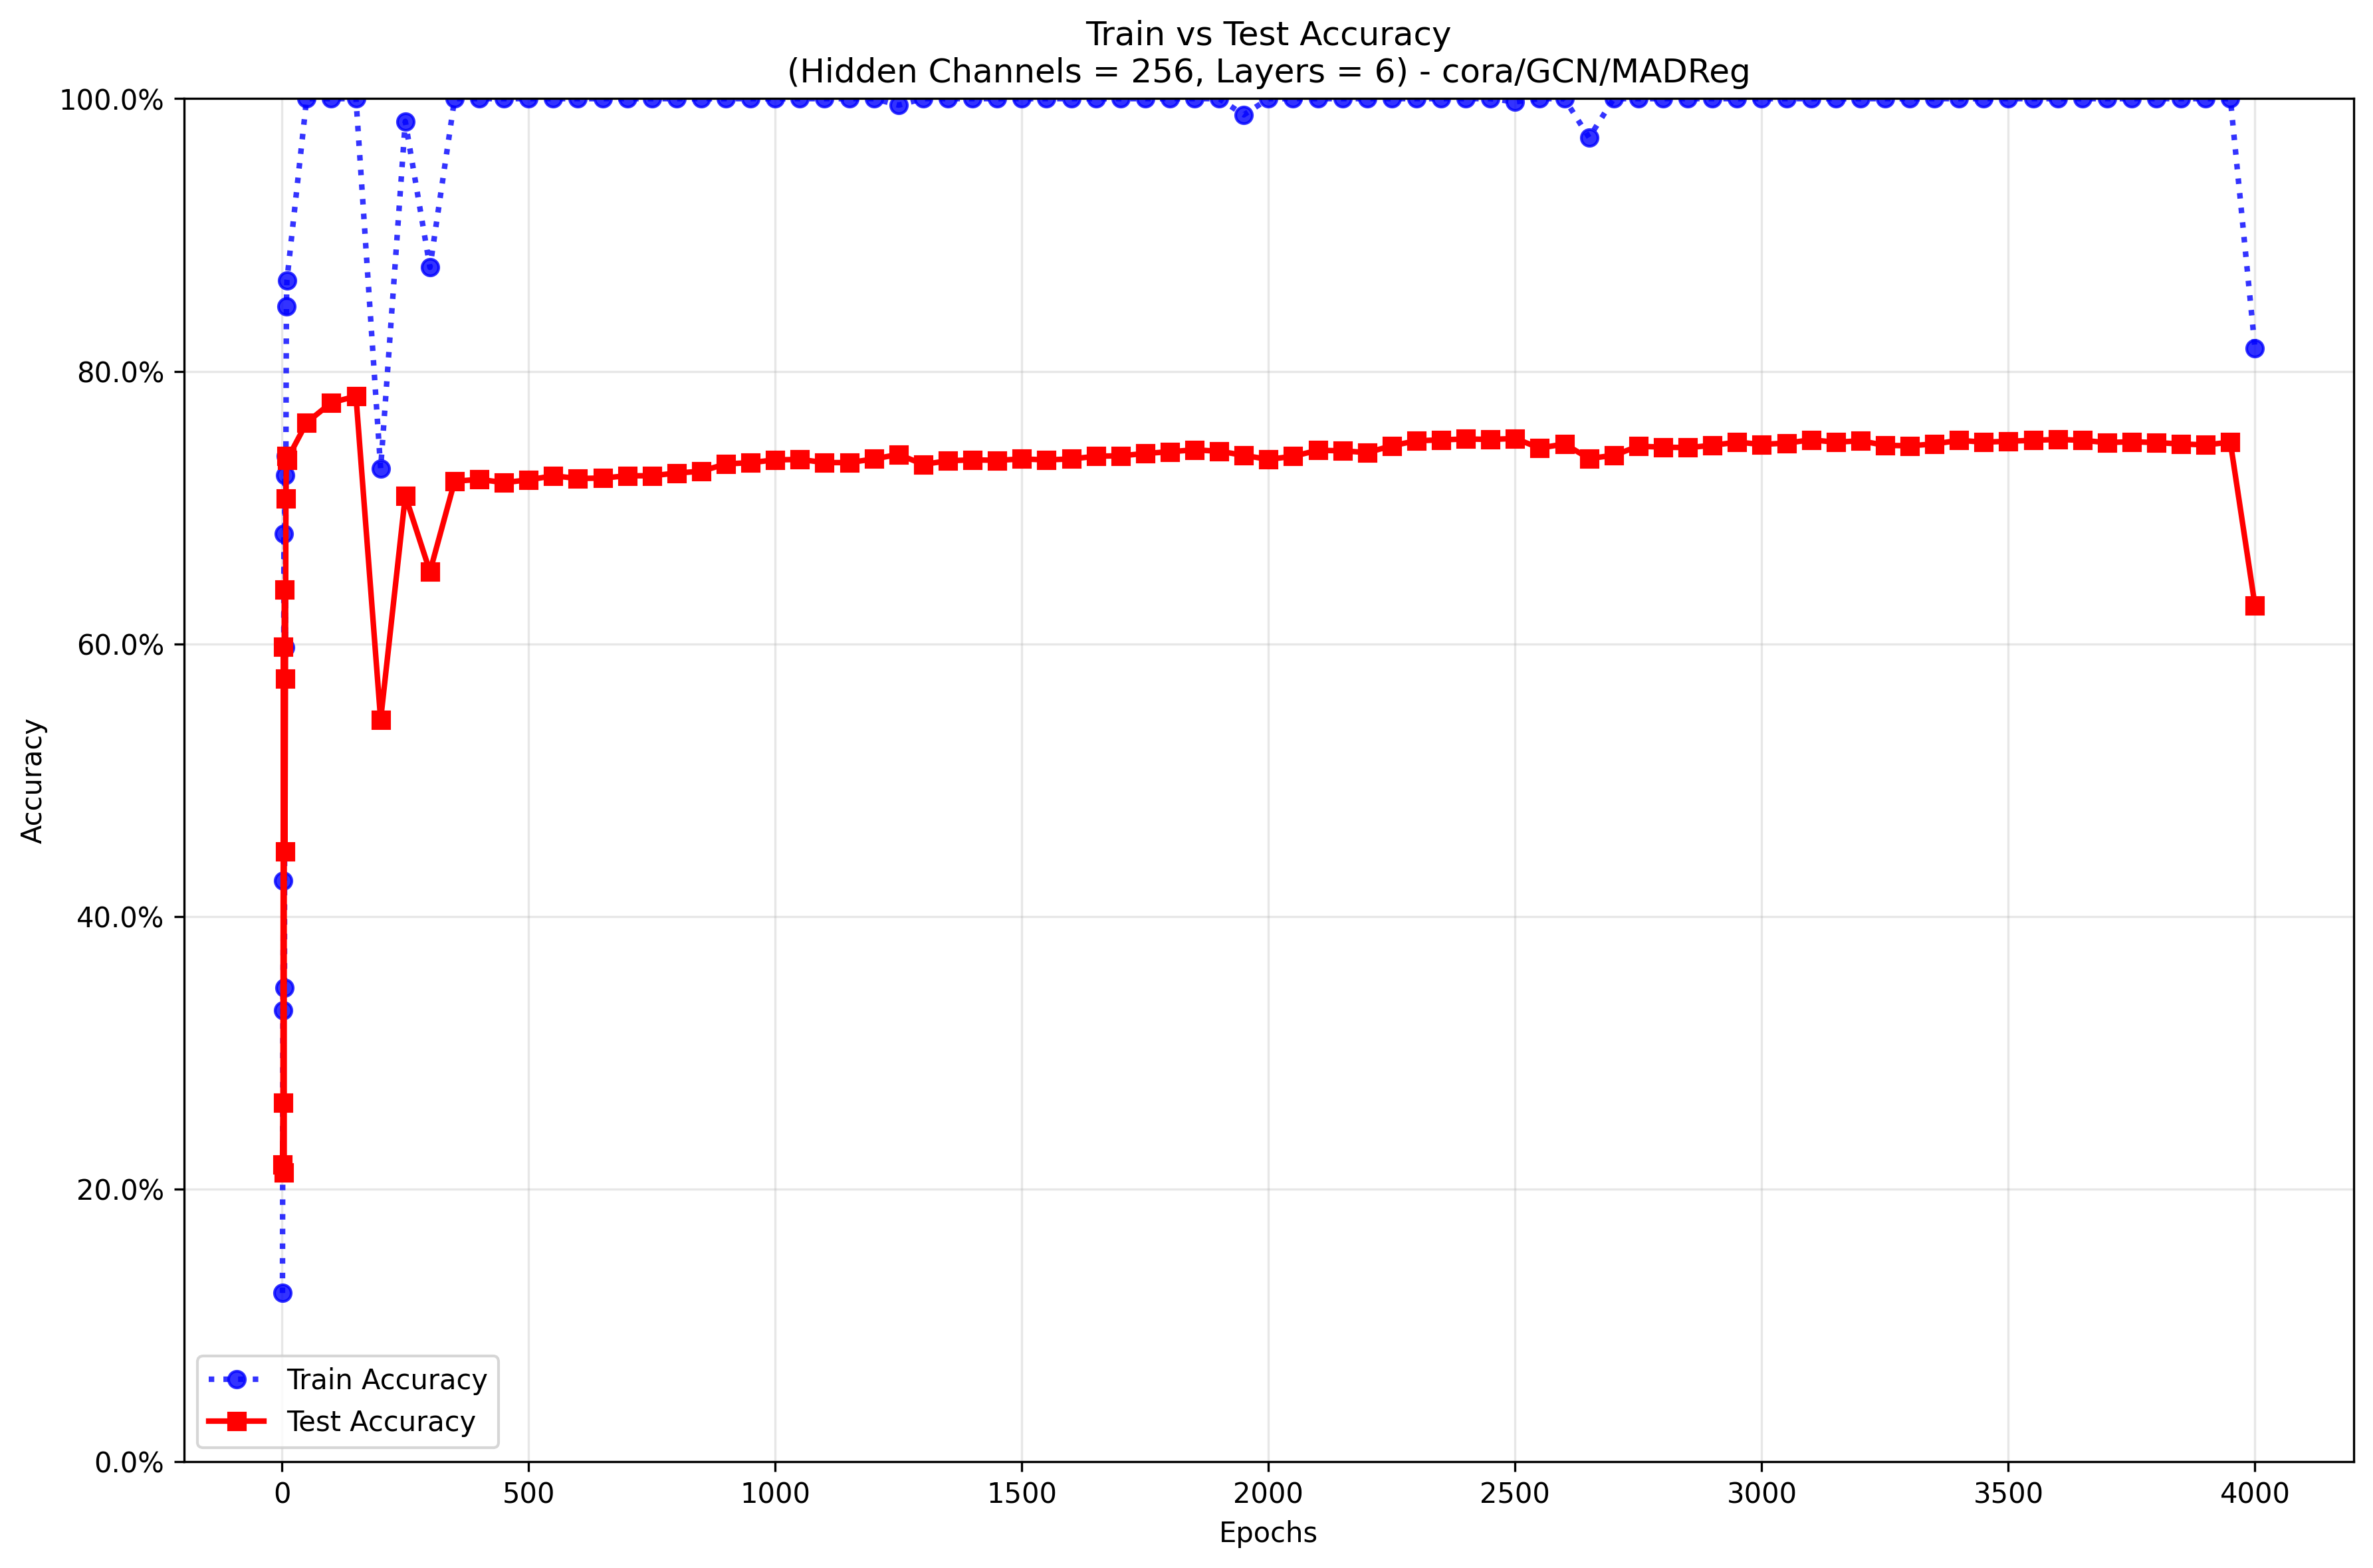 Train vs Test Accuracy
(Hidden Channels = 256, Layers = 6) - cora/GCN/MADReg
100.0%
80.0%
60.0%
40.0%
20.0%
0.0%
Accuracy
Train Accuracy
Test Accuracy
0 500 1000 1500 2000 2500 3000 3500 4000
Epochs